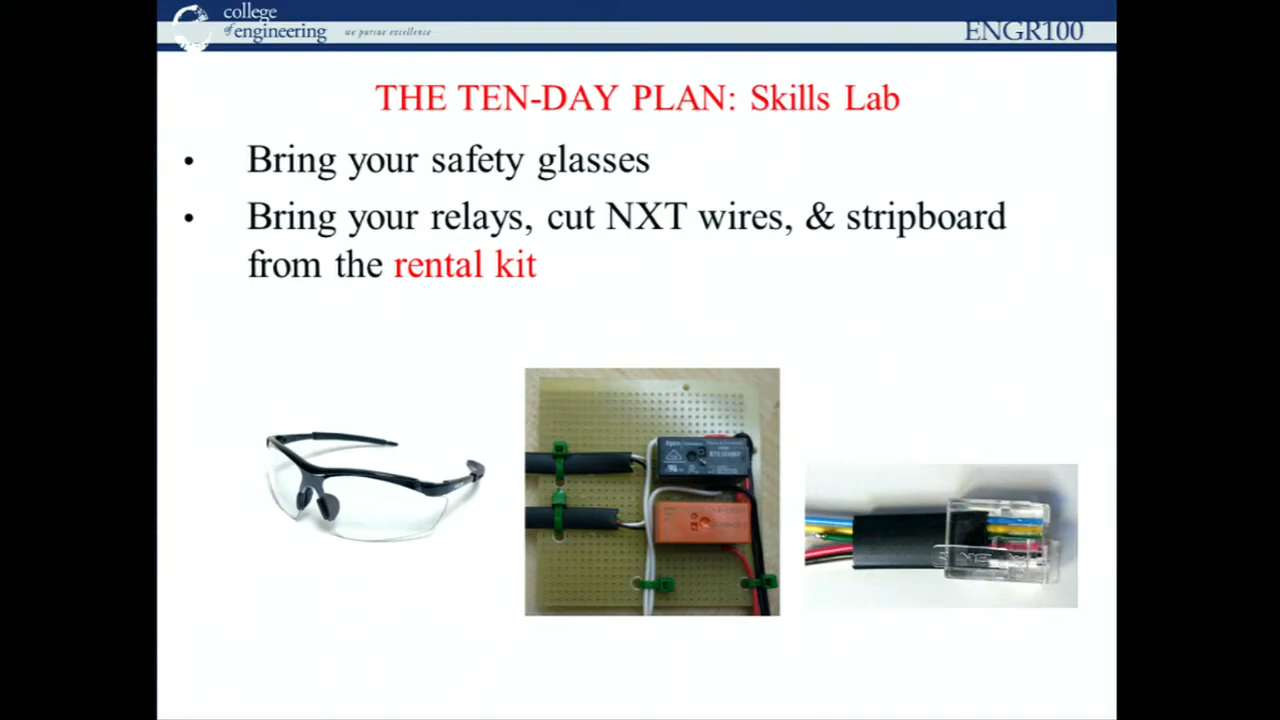 college
of engineering
we pursue excellence
ENGR100
THE TEN-DAY PLAN: Skills Lab
• Bring your safety glasses
• Bring your relays, cut NXT wires, & stripboard
from the rental kit